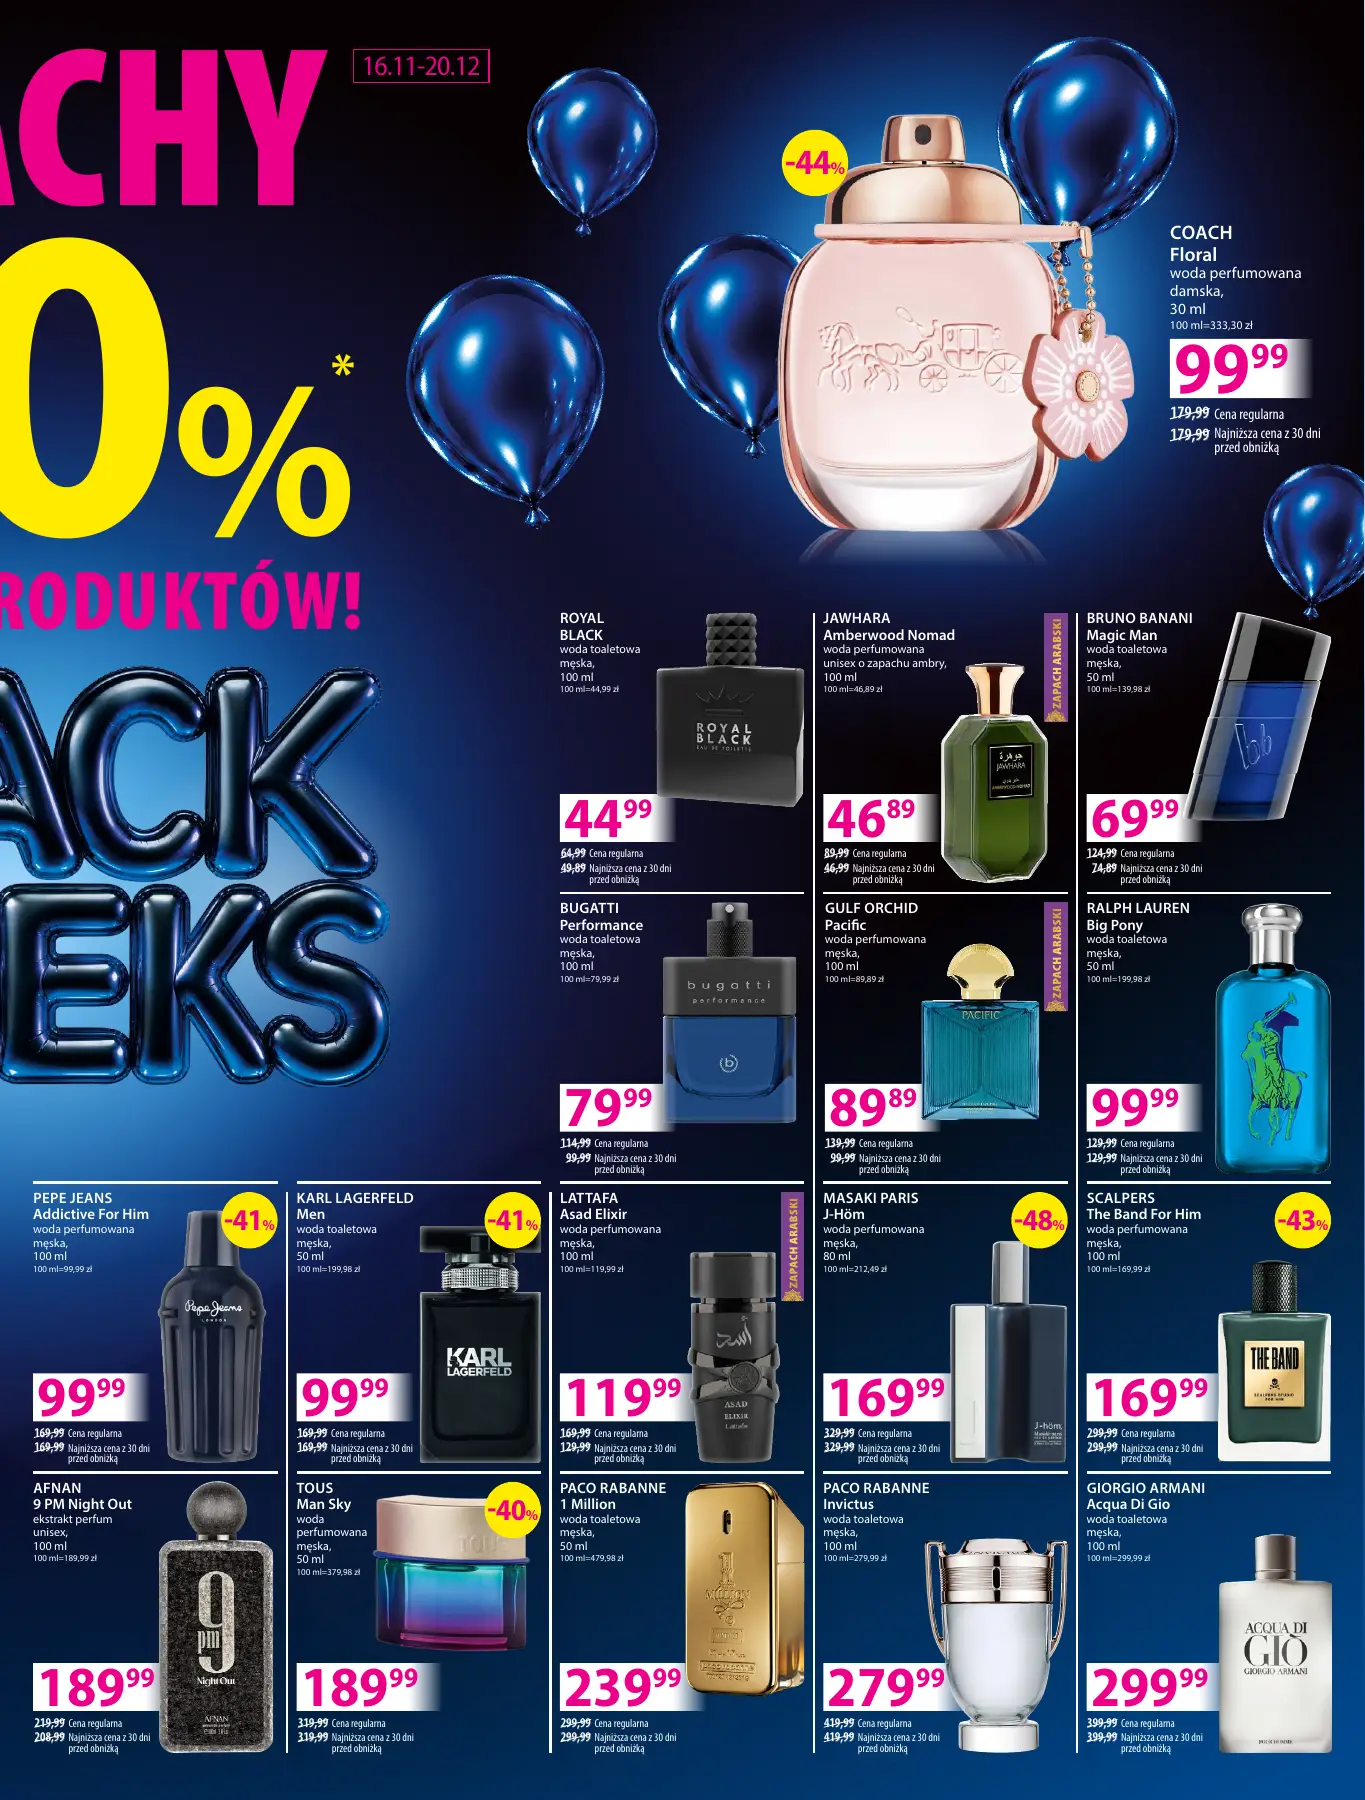 ACHY
16.11-20.12
0%*
RODUKTÓW!
ACK
EEKS
-44%
COACH
Floral
woda perfumowana
damska,
30 ml
100 ml=333,30 zł
99 99
179,99 Cena regularna
179,99 Najniższa cena z 30 dni
przed obniżką
ROYAL
BLACK
woda toaletowa
męska,
100 ml
100 ml=44,99 zł
ROYAL
BLACK
EAU DE TOILETTE
44 99
64,99 Cena regularna
49,89 Najniższa cena z 30 dni
przed obniżką
JAWHARA
Amberwood Nomad
woda perfumowana
unisex o zapachu ambry,
100 ml
100 ml=46,89 zł
ZAPACH ARABSKI
جوهرة
JAWHARA
AMBERWOOD NOMAD
46 89
89,99 Cena regularna
46,99 Najniższa cena z 30 dni
przed obniżką
BRUNO BANANI
Magic Man
woda toaletowa
męska,
50 ml
100 ml=139,98 zł
69 99
124,99 Cena regularna
74,89 Najniższa cena z 30 dni
przed obniżką
BUGATTI
Performance
woda toaletowa
męska,
100 ml
100 ml=79,99 zł
bugatti
performance
b
79 99
114,99 Cena regularna
99,99 Najniższa cena z 30 dni
przed obniżką
GULF ORCHID
Pacific
woda perfumowana
męska,
100 ml
100 ml=89,89 zł
ZAPACH ARABSKI
PACIFIC
89 89
139,99 Cena regularna
99,99 Najniższa cena z 30 dni
przed obniżką
RALPH LAUREN
Big Pony
woda toaletowa
męska,
50 ml
100 ml=199,98 zł
99 99
129,99 Cena regularna
129,99 Najniższa cena z 30 dni
przed obniżką
PEPE JEANS
Addictive For Him
woda perfumowana
męska,
100 ml
100 ml=99,99 zł
-41%
Pepe Jeans
LONDON
99 99
169,99 Cena regularna
169,99 Najniższa cena z 30 dni
przed obniżką
KARL LAGERFELD
Men
woda toaletowa
męska,
50 ml
100 ml=199,98 zł
-41%
KARL
LAGERFELD
99 99
169,99 Cena regularna
169,99 Najniższa cena z 30 dni
przed obniżką
LATTAFA
Asad Elixir
woda perfumowana
męska,
100 ml
100 ml=119,99 zł
ZAPACH ARABSKI
أسد
ASAD
ELIXIR
Lattafa
119 99
169,99 Cena regularna
129,99 Najniższa cena z 30 dni
przed obniżką
MASAKI PARIS
J-Höm
woda perfumowana
męska,
80 ml
100 ml=212,49 zł
-48%
J-höm
169 99
329,99 Cena regularna
329,99 Najniższa cena z 30 dni
przed obniżką
SCALPERS
The Band For Him
woda perfumowana
męska,
100 ml
100 ml=169,99 zł
-43%
THE BAND
169 99
299,99 Cena regularna
299,99 Najniższa cena z 30 dni
przed obniżką
AFNAN
9 PM Night Out
ekstrakt perfum
unisex,
100 ml
100 ml=189,99 zł
9
pm
Night Out
AFNAN
189 99
219,99 Cena regularna
208,99 Najniższa cena z 30 dni
przed obniżką
TOUS
Man Sky
woda
perfumowana
męska,
50 ml
100 ml=379,98 zł
-40%
TOUS
189 99
319,99 Cena regularna
319,99 Najniższa cena z 30 dni
przed obniżką
PACO RABANNE
1 Million
woda toaletowa
męska,
50 ml
100 ml=479,98 zł
1
MILLION
239 99
299,99 Cena regularna
299,99 Najniższa cena z 30 dni
przed obniżką
PACO RABANNE
Invictus
woda toaletowa
męska,
100 ml
100 ml=279,99 zł
INVICTUS
279 99
419,99 Cena regularna
419,99 Najniższa cena z 30 dni
przed obniżką
GIORGIO ARMANI
Acqua Di Gio
woda toaletowa
męska,
100 ml
100 ml=299,99 zł
ACQUA DI
GIÒ
GIORGIO ARMANI
POUR HOMME
299 99
399,99 Cena regularna
399,99 Najniższa cena z 30 dni
przed obniżką